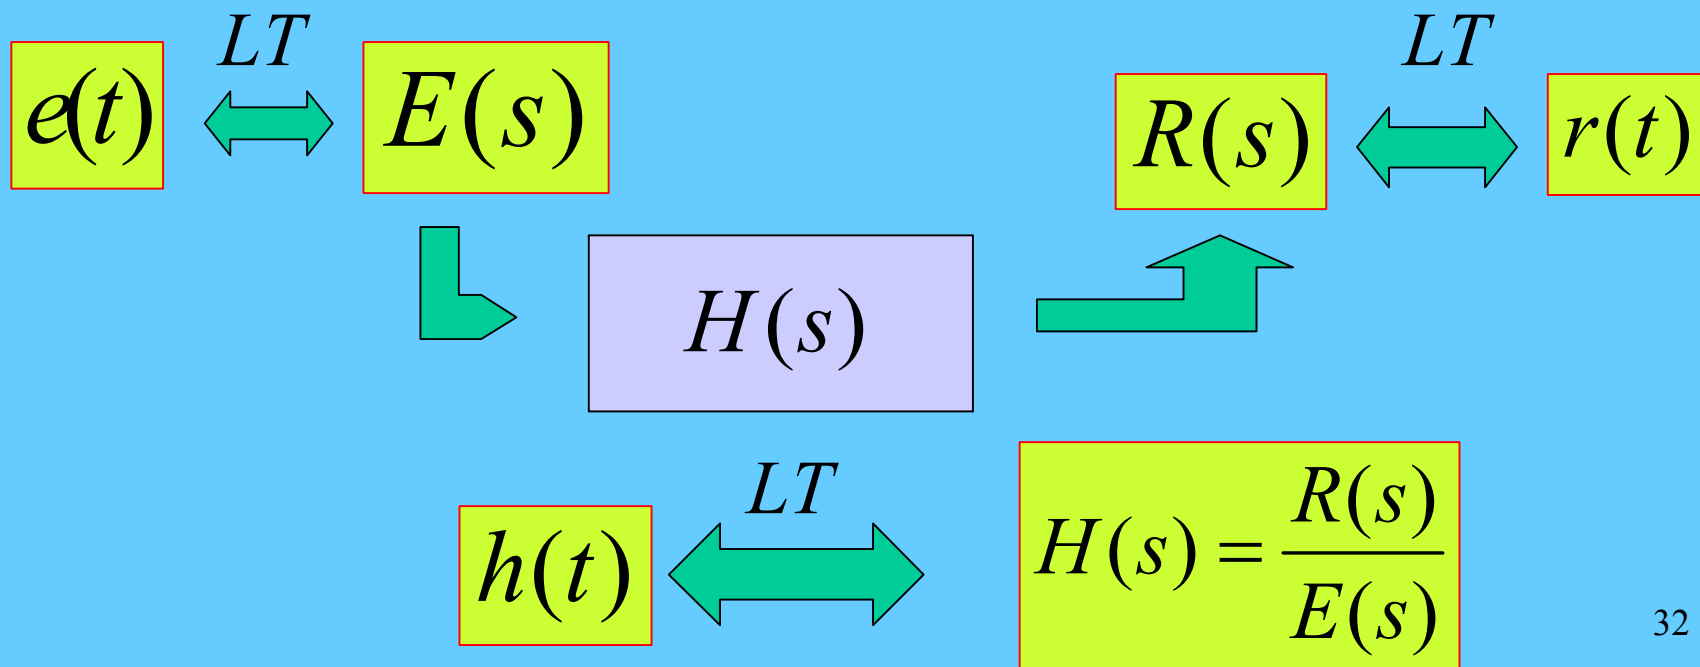 LT
LT
e(t)
E(s)
R(s)
r(t)
H(s)
LT
h(t)
H(s) = R(s) / E(s)
32